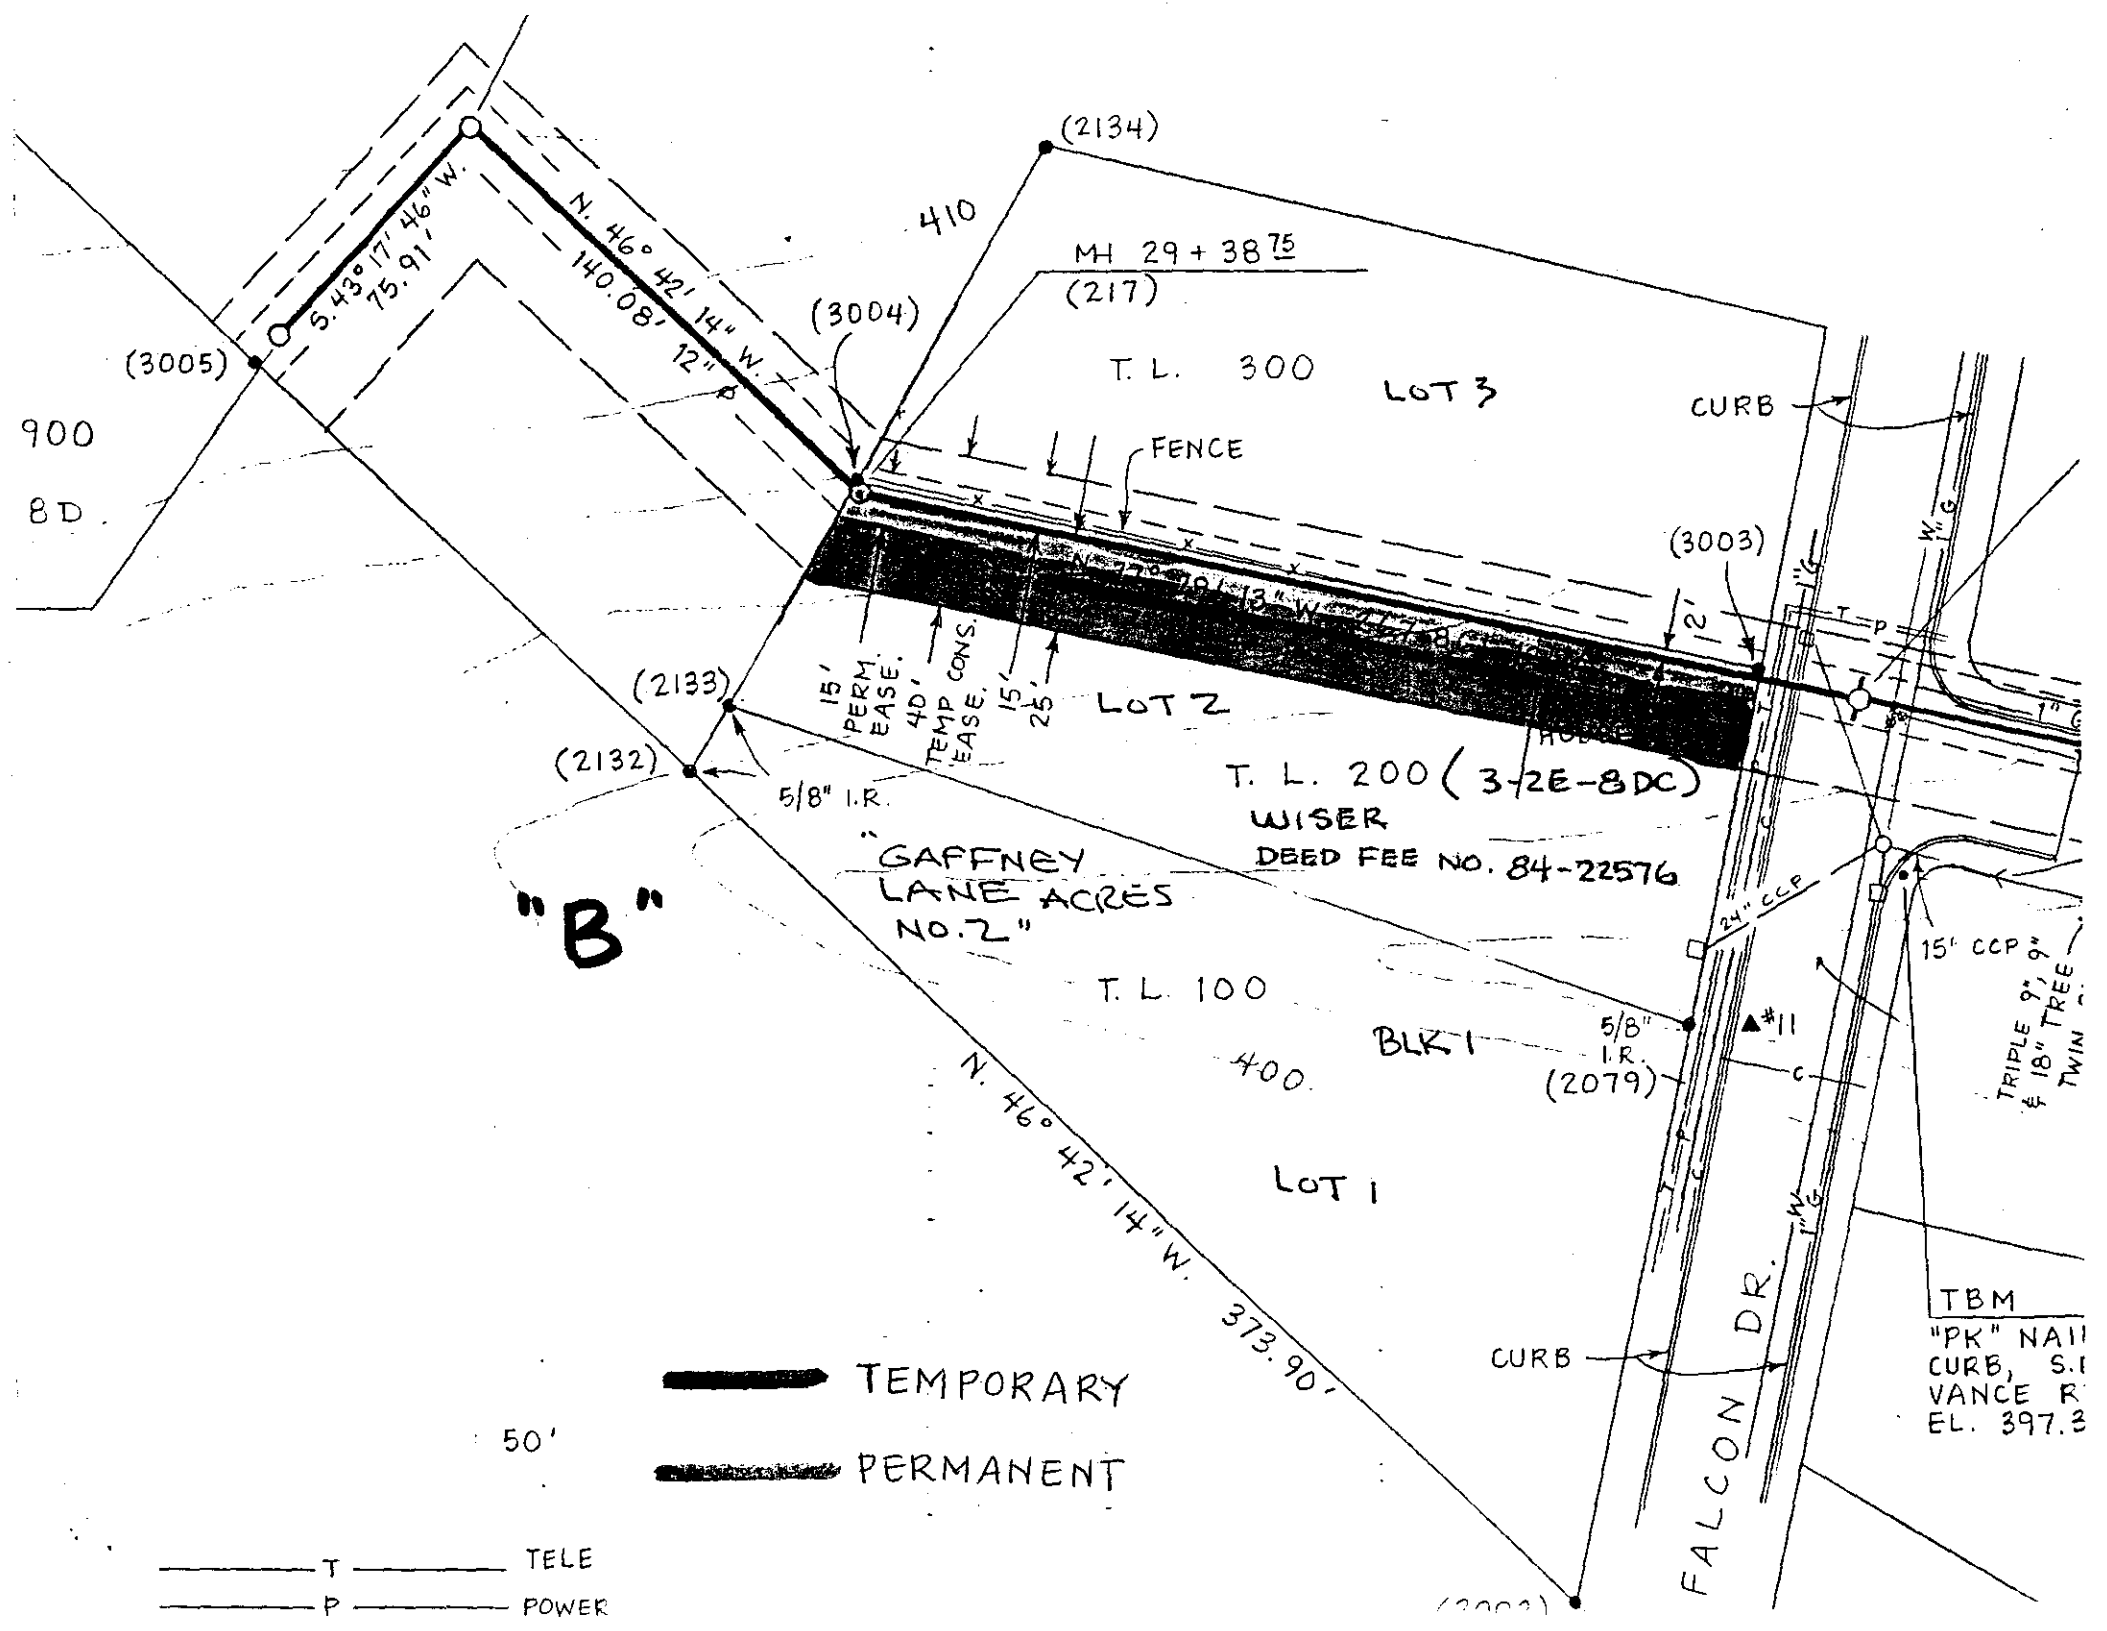 (2134)
410
MH 29 + 38 75
(217)
S. 43° 17' 46" W.
75.91'
N. 46° 42' 14" W.
140.08'
12"
(3004)
(3005)
900
8D
T. L. 300
LOT 3
CURB
FENCE
(3003)
2'
1" G
W
1" G
T
P
N. 77° 13" W.
15'
PERM.
EASE.
40'
TEMP CONS.
EASE.
15'
25'
LOT 2
(2133)
(2132)
5/8" I.R.
T. L. 200 (3-2E-8DC)
WISER
DEED FEE NO. 84-22576
"GAFFNEY
LANE ACRES
NO. 2"
"B"
24" CCP
15" CCP
TRIPLE 9", 9"
& 18" TREE
TWIN
T. L. 100
BLK 1
400
5/8"
I.R.
(2079)
#11
C
N. 46° 42' 14" W. 373.90'
LOT 1
T
P
C
W
1" G
FALCON DR.
CURB
TBM
"PK" NAI
CURB, S.
VANCE R
EL. 397.3
TEMPORARY
PERMANENT
50'
T TELE
P POWER